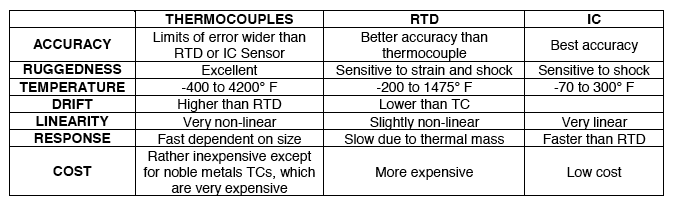 THERMOCOUPLES RTD IC
ACCURACY Limits of error wider than RTD or IC Sensor Better accuracy than thermocouple Best accuracy
RUGGEDNESS Excellent Sensitive to strain and shock Sensitive to shock
TEMPERATURE -400 to 4200° F -200 to 1475° F -70 to 300° F
DRIFT Higher than RTD Lower than TC
LINEARITY Very non-linear Slightly non-linear Very linear
RESPONSE Fast dependent on size Slow due to thermal mass Faster than RTD
COST Rather inexpensive except for noble metals TCs, which are very expensive More expensive Low cost